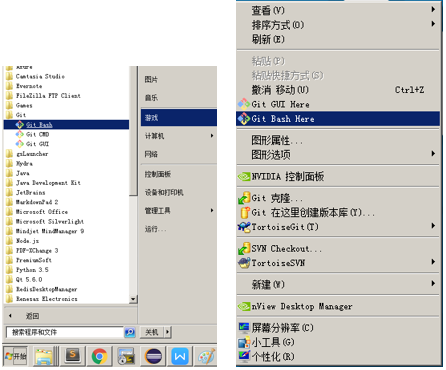 Azure
Camtasia Studio
Evernote
FileZilla FTP Client
Games
Git
Git Bash
Git CMD
Git GUI
gsLauncher
Hydra
Java
Java Development Kit
JetBrains
MarkdownPad 2
Microsoft Office
Microsoft Silverlight
Mindjet MindManager 9
Node.js
PDF-XChange 3
PremiumSoft
Python 3.5
Qt 5.6.0
RedisDesktopManager
Renesas Electronics
返回
搜索程序和文件
图片
音乐
游戏
计算机
网络
控制面板
设备和打印机
管理工具
运行...
关机
开始
查看(V)
排序方式(O)
刷新(E)
粘贴(P)
粘贴快捷方式(S)
撤消 移动(U) Ctrl+Z
Git GUI Here
Git Bash Here
图形属性...
图形选项
NVIDIA 控制面板
Git 克隆...
Git 在这里创建版本库(Y)...
TortoiseGit(T)
SVN Checkout...
TortoiseSVN
新建(W)
nView Desktop Manager
屏幕分辨率(C)
小工具(G)
个性化(R)